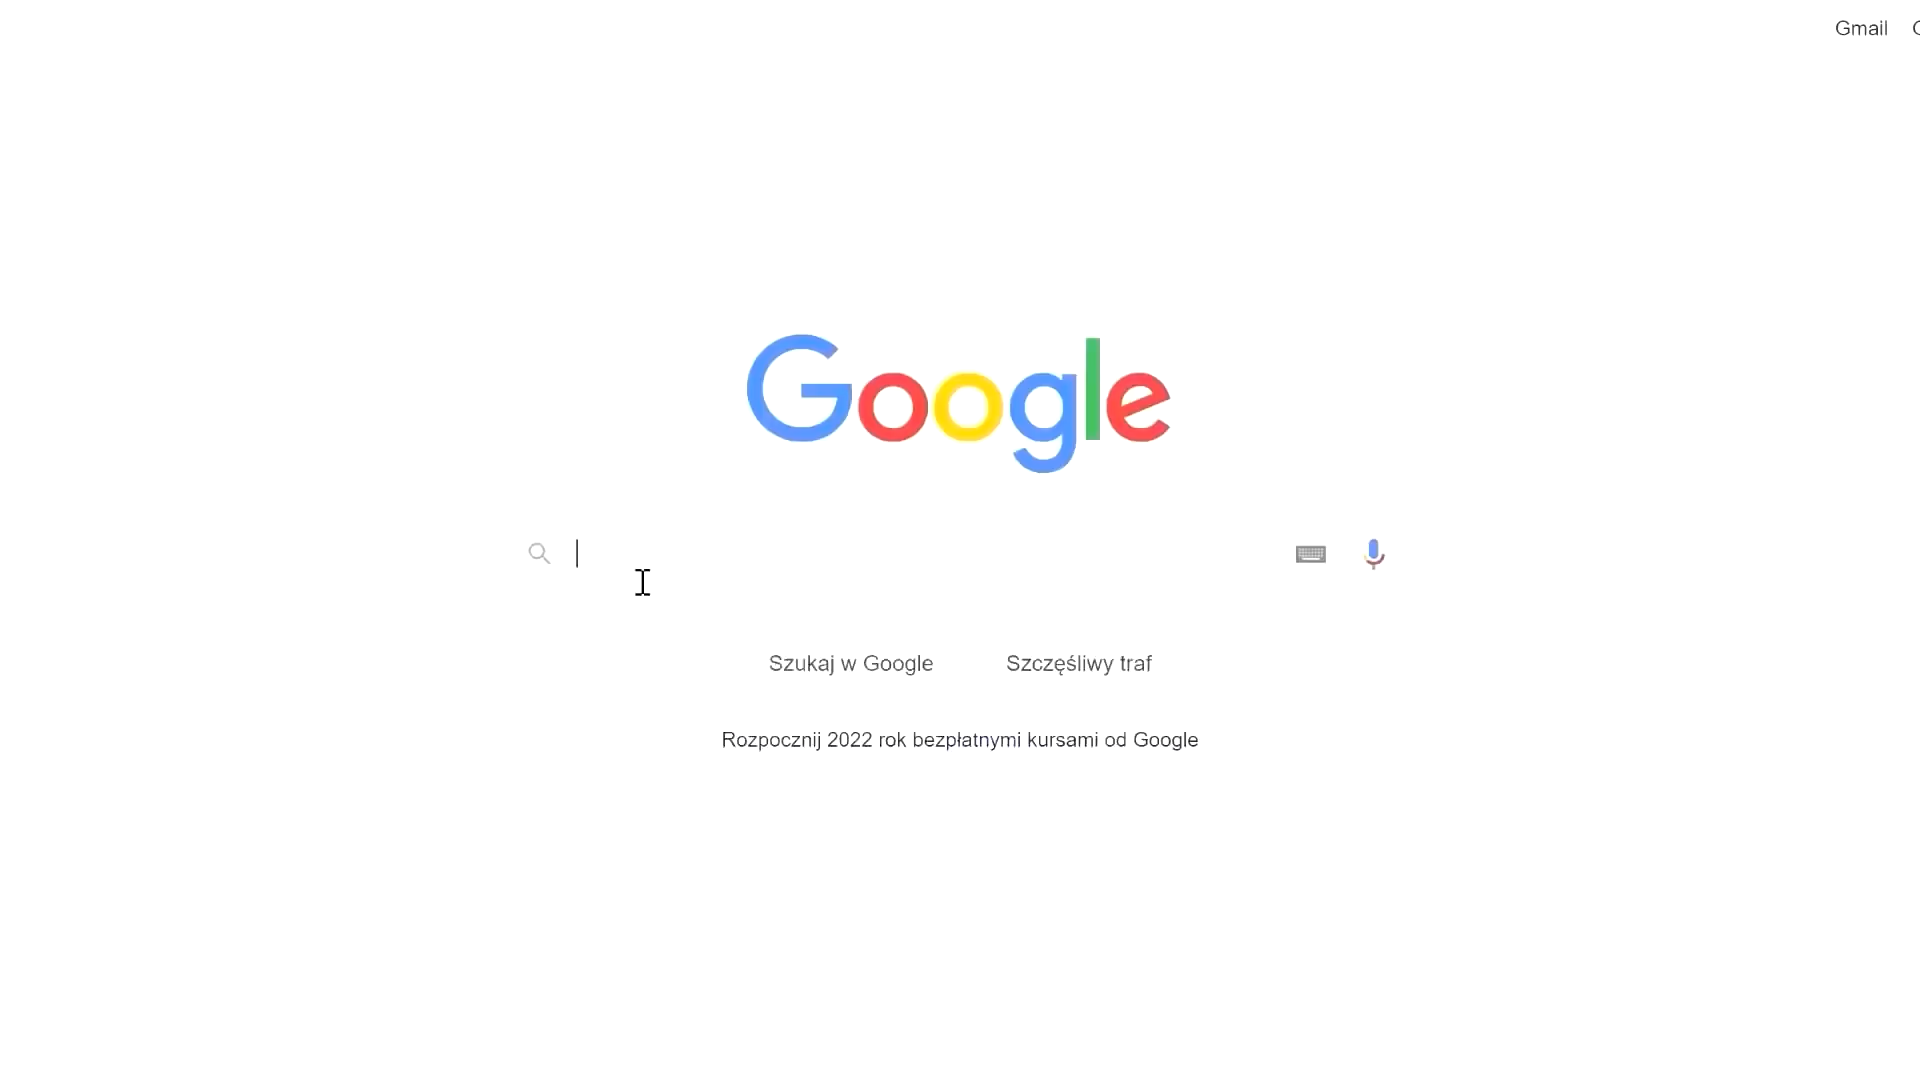 Gmail
Google
Szukaj w Google
Szczęśliwy traf
Rozpocznij 2022 rok bezpłatnymi kursami od Google